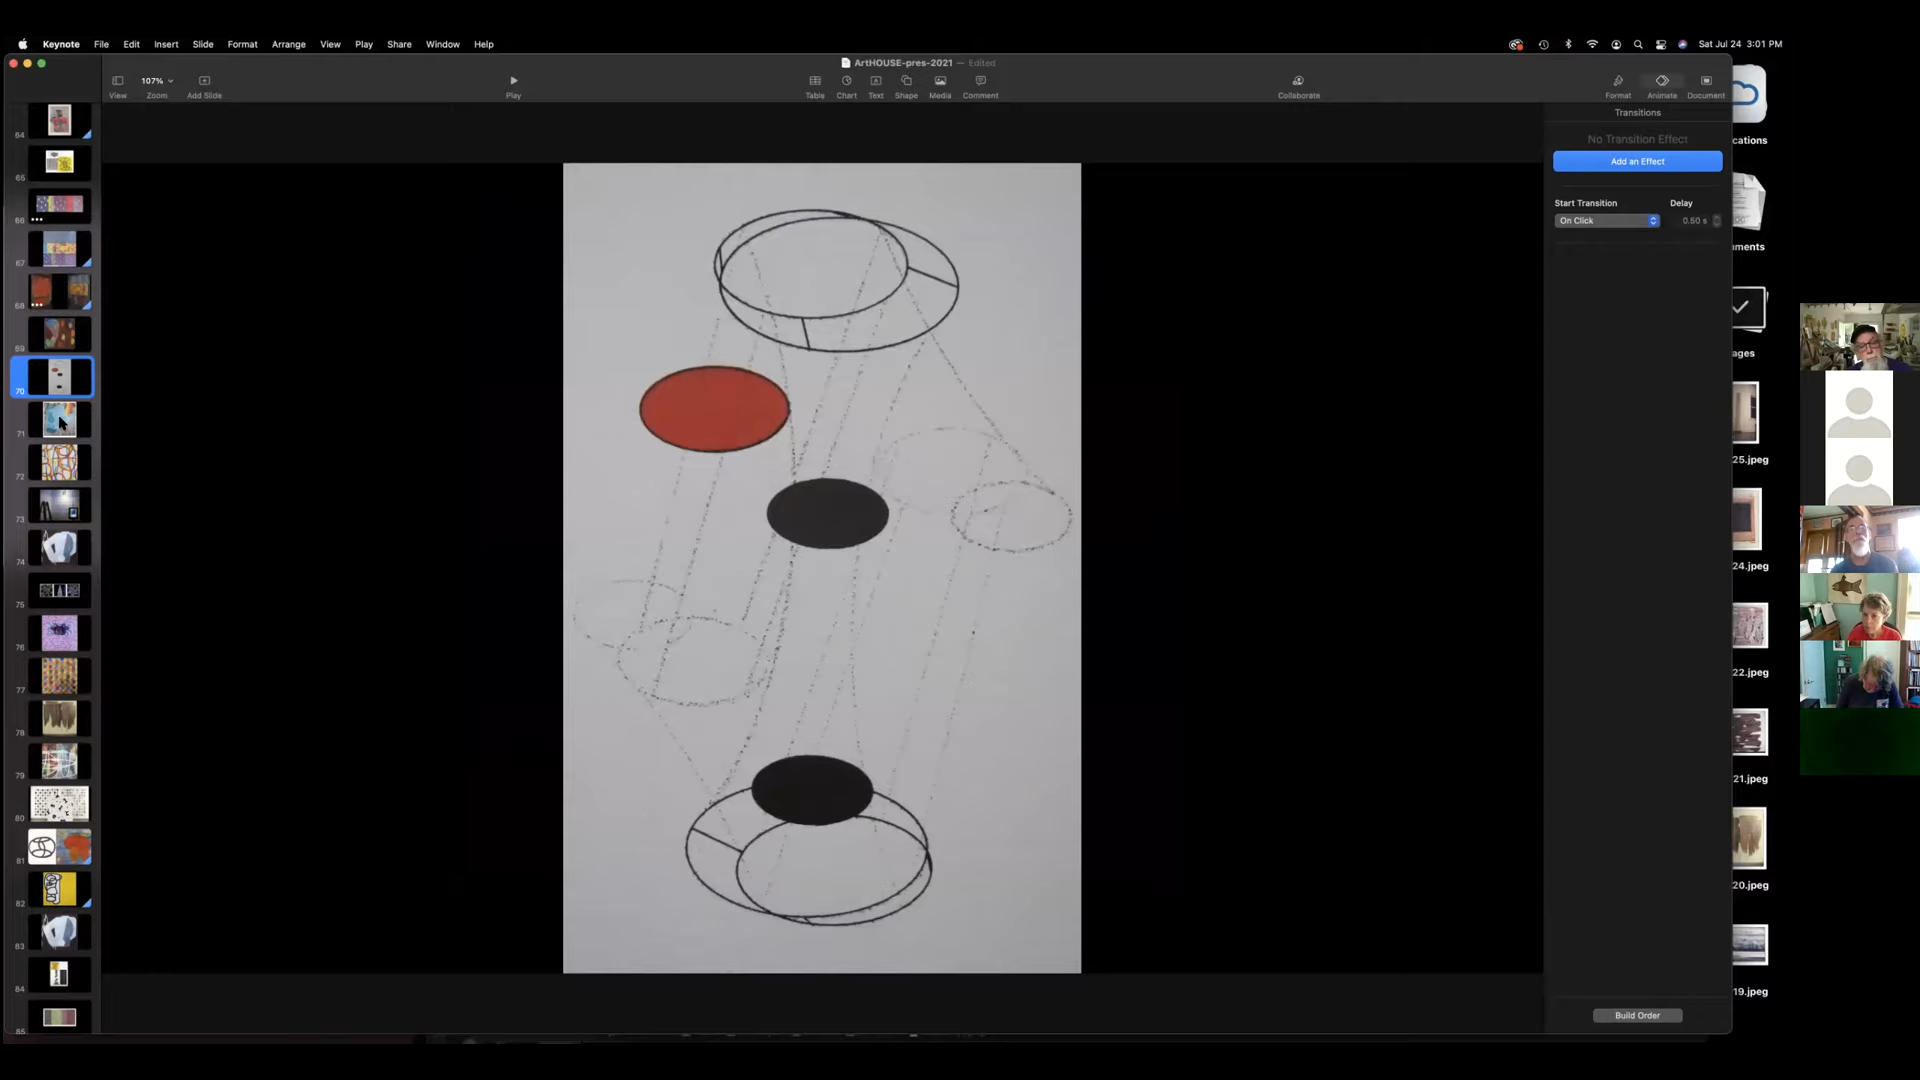 Keynote File Edit Insert Slide Format Arrange View Play Share Window Help Sat Jul 24 3:01 PM
ArtHOUSE-pres-2021 — Edited
107%
View Zoom Add Slide Play Table Chart Text Shape Media Comment Collaborate Format Animate Document
Transitions
No Transition Effect
Add an Effect
Start Transition Delay
On Click 0.50 s
64
65
66
67
68
69
70
71
72
73
74
75
76
77
78
79
80
81
82
83
84
85
cations
ments
ages
25.jpeg
24.jpeg
22.jpeg
21.jpeg
20.jpeg
19.jpeg
Build Order